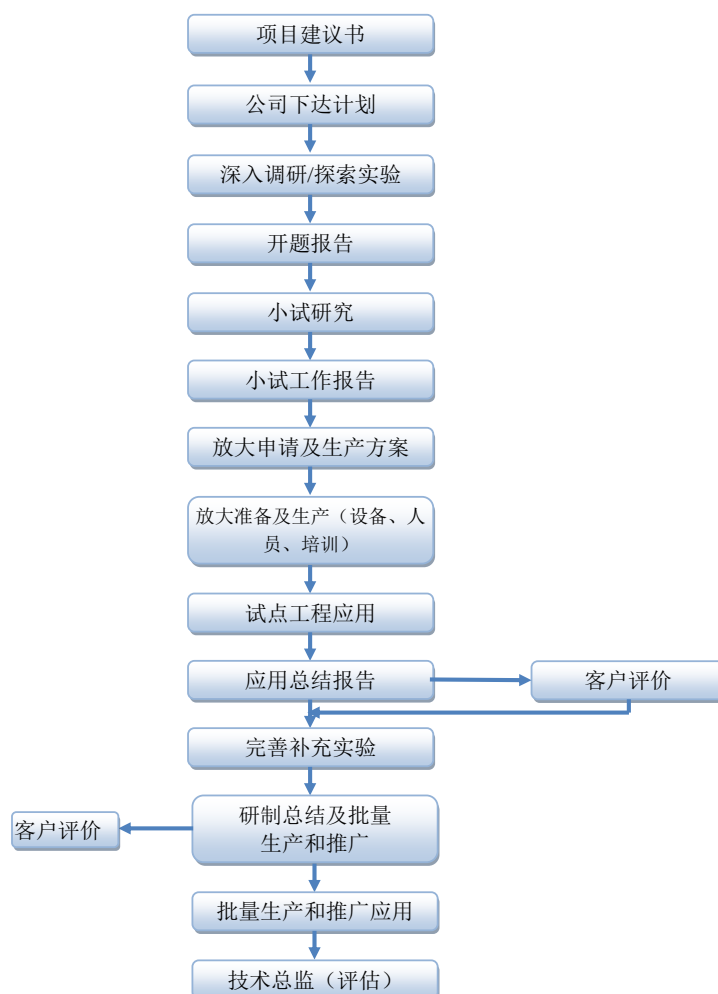 项目建议书
公司下达计划
深入调研/探索实验
开题报告
小试研究
小试工作报告
放大申请及生产方案
放大准备及生产（设备、人
员、培训）
试点工程应用
应用总结报告
客户评价
完善补充实验
研制总结及批量
生产和推广
客户评价
批量生产和推广应用
技术总监（评估）